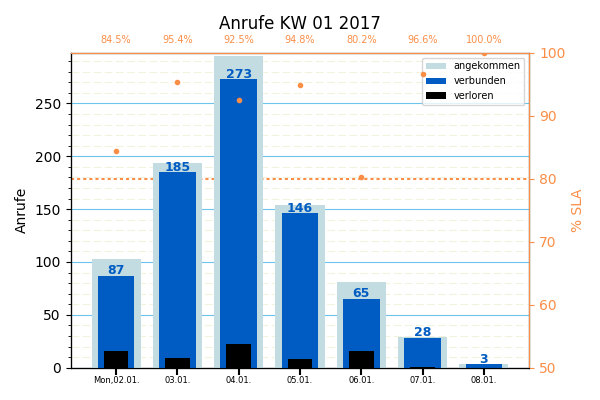 Anrufe KW 01 2017
84.5% 95.4% 92.5% 94.8% 80.2% 96.6% 100.0%
angekommen
verbunden
verloren
Anrufe
250
200
150
100
50
0
87 185 273 146 65 28 3
100
90
80
70
60
50
% SLA
Mon,02.01. 03.01. 04.01. 05.01. 06.01. 07.01. 08.01.